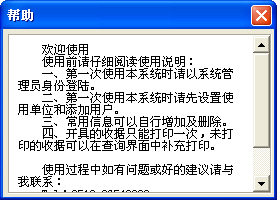 帮助
欢迎使用
使用前请仔细阅读使用说明：
一、第一次使用本系统时请以系统管
理员身份登陆。
二、第一次使用本系统时请先设置使
用单位和添加用户。
三、常用信息可以自行增加及删除。
四、开具的收据只能打印一次，未打
印的收据可以在查询界面中补充打印。
使用过程中如有问题或好的建议请与
我联系：